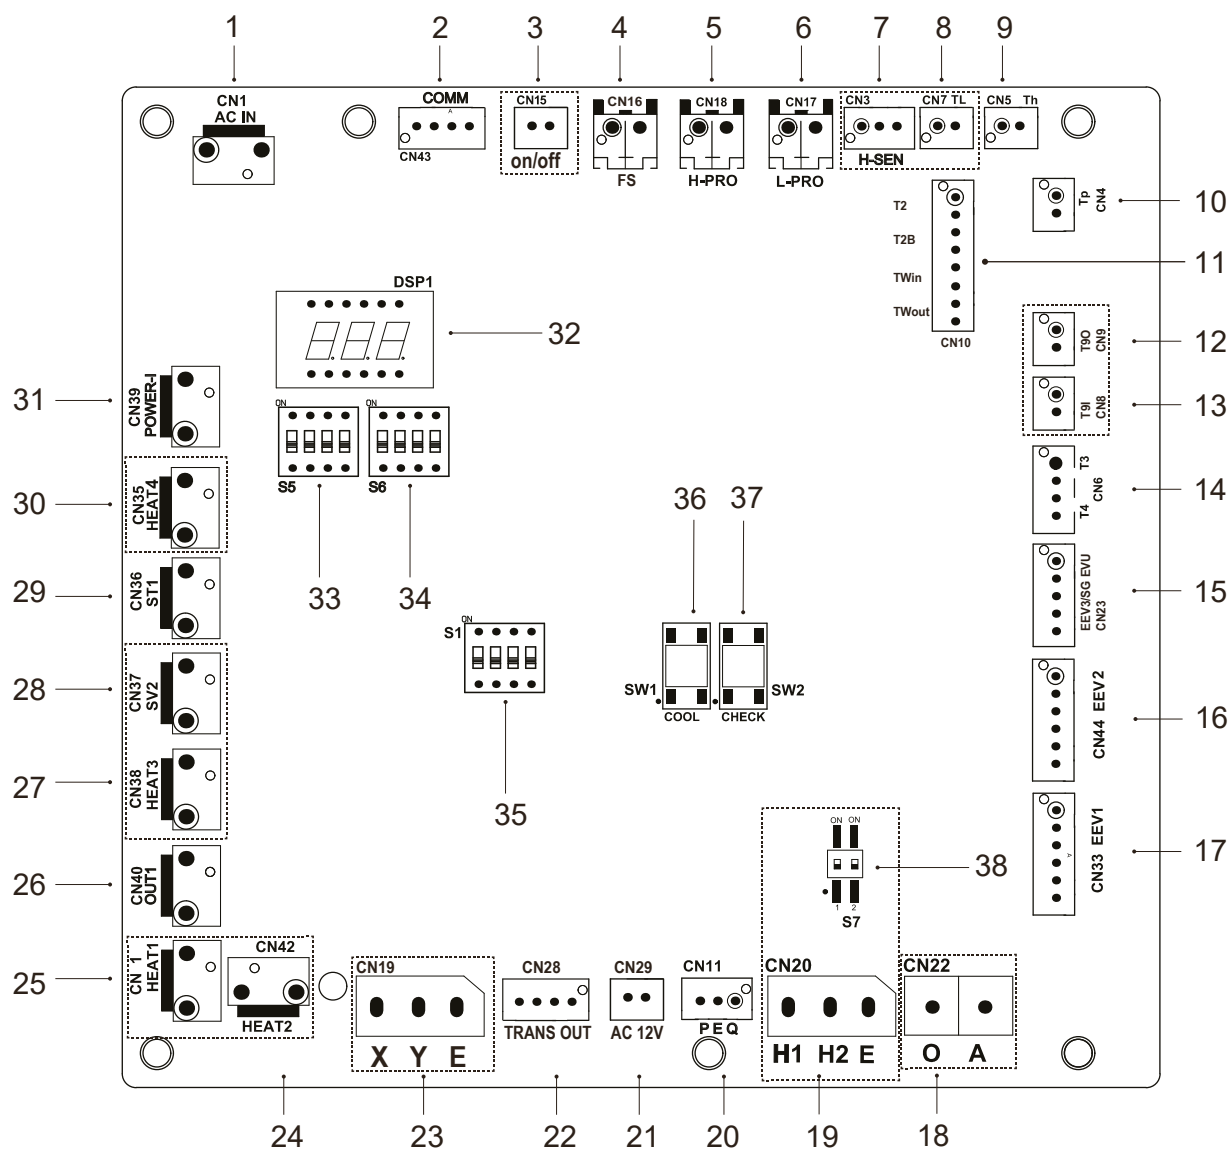 1 2 3 4 5 6 7 8 9
CN1
AC IN
COMM
A
CN43
CN15
on/off
CN16
FS
CN18
H-PRO
CN17
L-PRO
CN3
H-SEN
CN7 TL
CN5 Th
Tp
CN4
10
T2
T2B
TWin
TWout
CN10
11
DSP1
32
T9O
CN9
12
T9I
CN8
13
CN39
POWER-I
31
ON
S5
33
ON
S6
34
T3
CN6
T4
14
CN35
HEAT4
30
36 37
EEV3/SG EVU
CN23
15
CN36
ST1
29
ON
S1
35
SW1
COOL
SW2
CHECK
CN44 EEV2
16
CN37
SV2
28
CN38
HEAT3
27
ON ON
1 2
S7
38
CN33 EEV1
A
17
CN40
OUT1
26
CN 1
HEAT1
25
CN42
HEAT2
CN19
X Y E
CN28
TRANS OUT
CN29
AC 12V
CN11
P E Q
CN20
H1 H2 E
CN22
O A
24 23 22 21 20 19 18